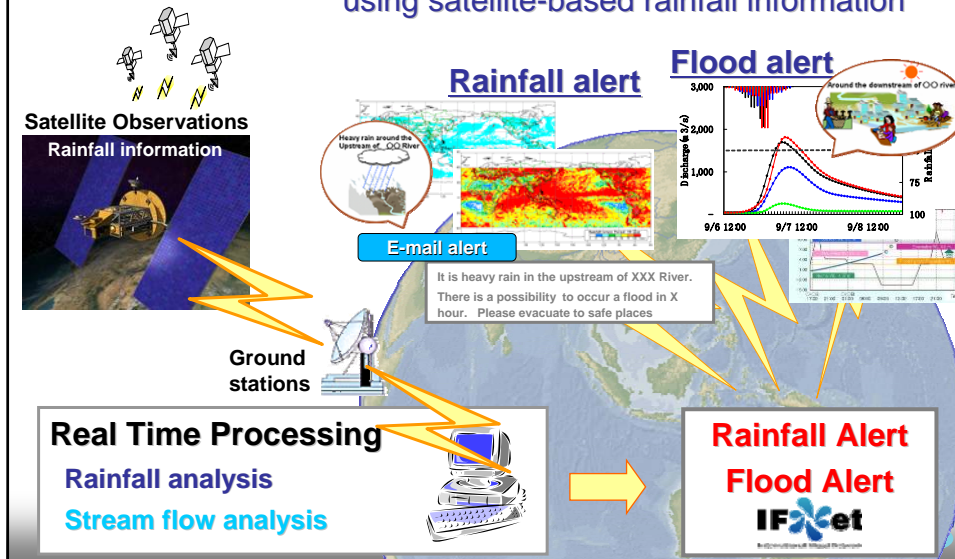 using satellite-based rainfall information
Satellite Observations
Rainfall information
Rainfall alert
Flood alert
Heavy rain around the
Upstream of OO River
Around the downstream of OO river
3,000
2,000
1,000
Discharge(m3/s)
Rainfall
75
100
9/6 12:00
9/7 12:00
9/8 12:00
E-mail alert
It is heavy rain in the upstream of XXX River.
There is a possibility to occur a flood in X
hour. Please evacuate to safe places
Ground
stations
Real Time Processing
Rainfall analysis
Stream flow analysis
Rainfall Alert
Flood Alert
IFNet